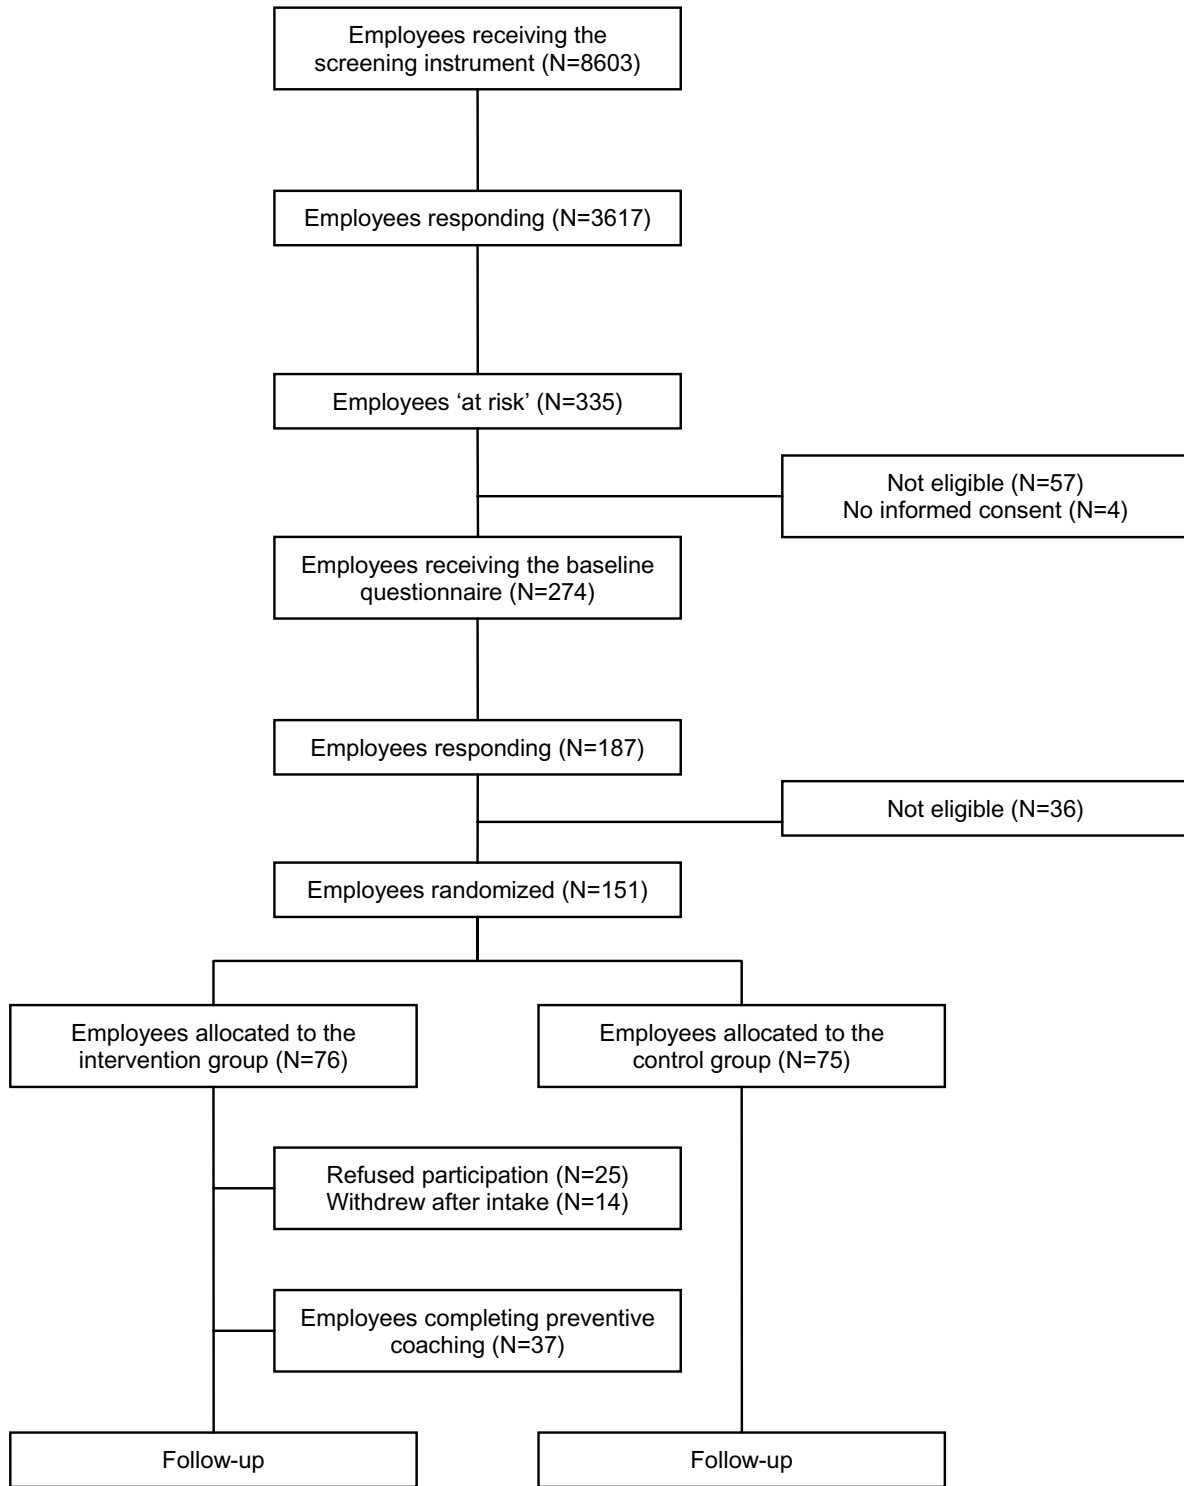 Employees receiving the
screening instrument (N=8603)
Employees responding (N=3617)
Employees ‘at risk’ (N=335)
Not eligible (N=57)
No informed consent (N=4)
Employees receiving the baseline
questionnaire (N=274)
Employees responding (N=187)
Not eligible (N=36)
Employees randomized (N=151)
Employees allocated to the
intervention group (N=76)
Employees allocated to the
control group (N=75)
Refused participation (N=25)
Withdrew after intake (N=14)
Employees completing preventive
coaching (N=37)
Follow-up
Follow-up